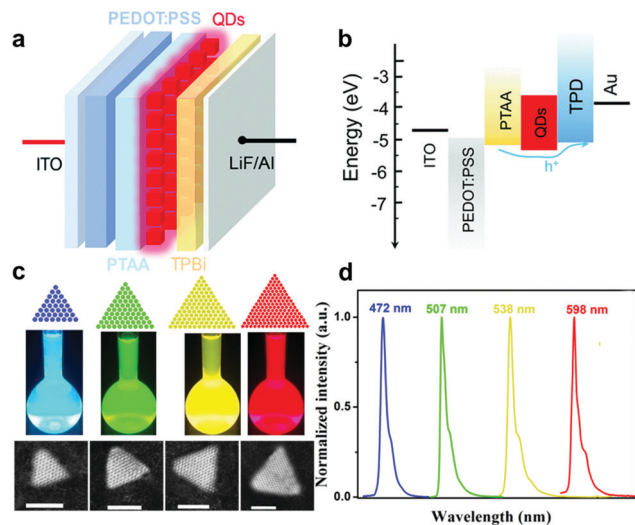 a
PEDOT:PSS
QDs
ITO
LiF/Al
PTAA
TPBi
b
Energy (eV)
-3
-4
-5
-6
-7
ITO
PEDOT:PSS
PTAA
QDs
TPD
Au
h+
c
d
472 nm
507 nm
538 nm
598 nm
Normalized intensity (a.u.)
1.0
0.5
0.0
Wavelength (nm)